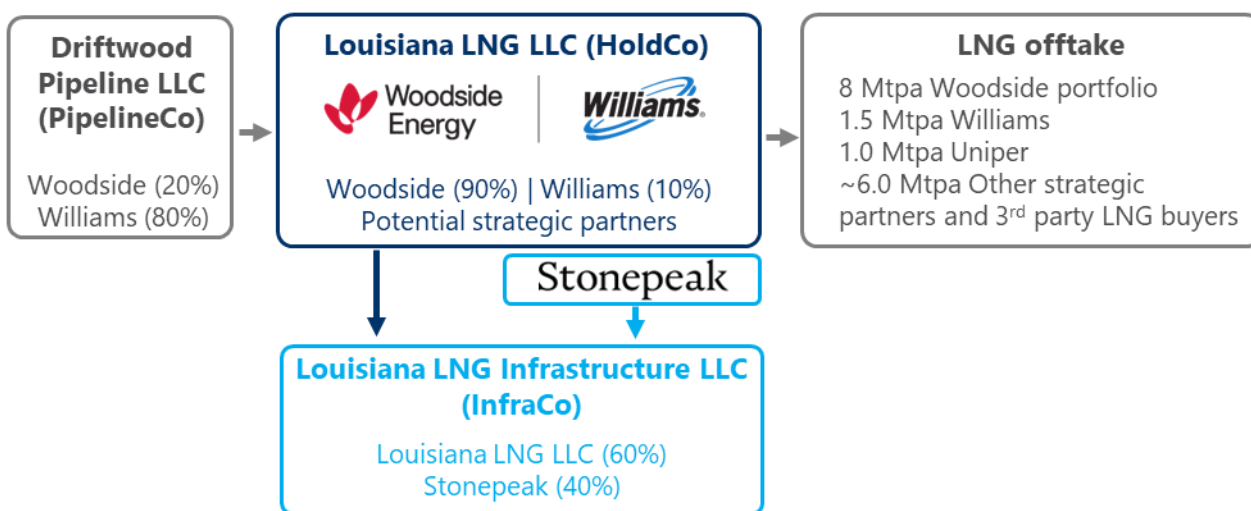 Driftwood
Pipeline LLC
(PipelineCo)
Woodside (20%)
Williams (80%)
Louisiana LNG LLC (HoldCo)
Woodside
Energy
Williams®
Woodside (90%) | Williams (10%)
Potential strategic partners
LNG offtake
8 Mtpa Woodside portfolio
1.5 Mtpa Williams
1.0 Mtpa Uniper
~6.0 Mtpa Other strategic
partners and 3rd party LNG buyers
Stonepeak
Louisiana LNG Infrastructure LLC
(InfraCo)
Louisiana LNG LLC (60%)
Stonepeak (40%)